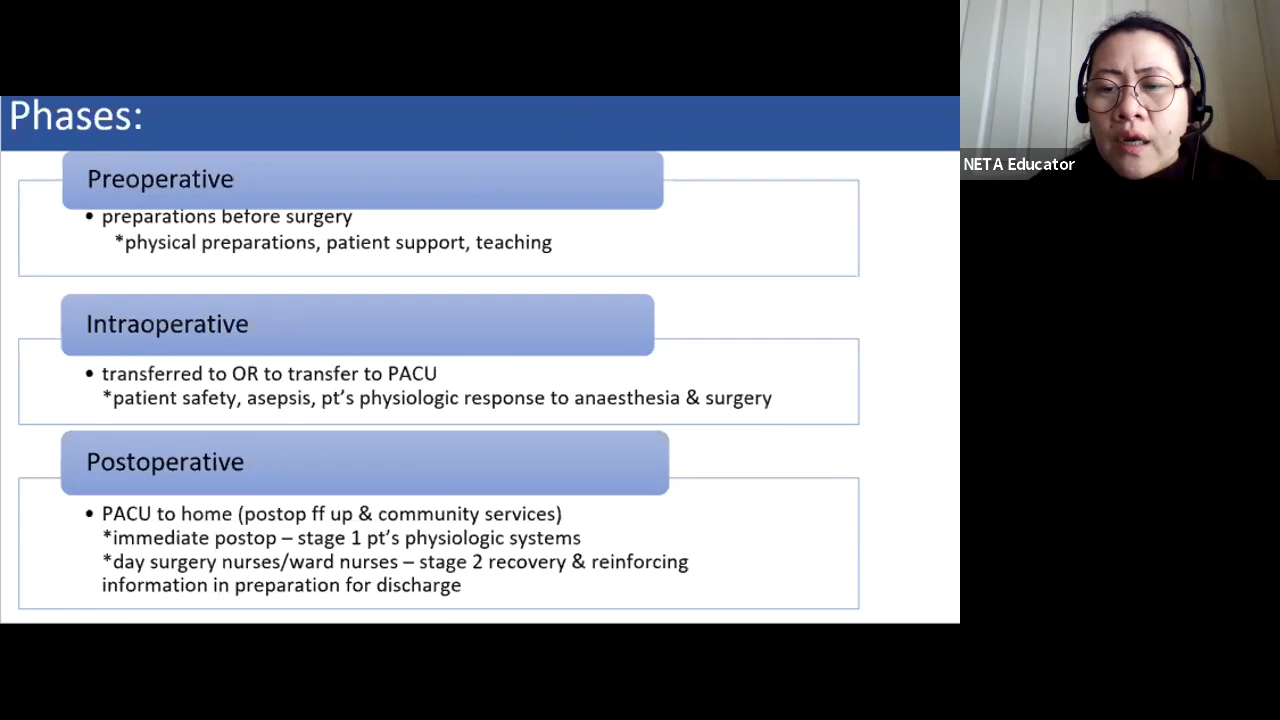 Phases:
Preoperative
• preparations before surgery
*physical preparations, patient support, teaching
Intraoperative
• transferred to OR to transfer to PACU
*patient safety, asepsis, pt's physiologic response to anaesthesia & surgery
Postoperative
• PACU to home (postop ff up & community services)
*immediate postop – stage 1 pt's physiologic systems
*day surgery nurses/ward nurses – stage 2 recovery & reinforcing
information in preparation for discharge
NETA Educator